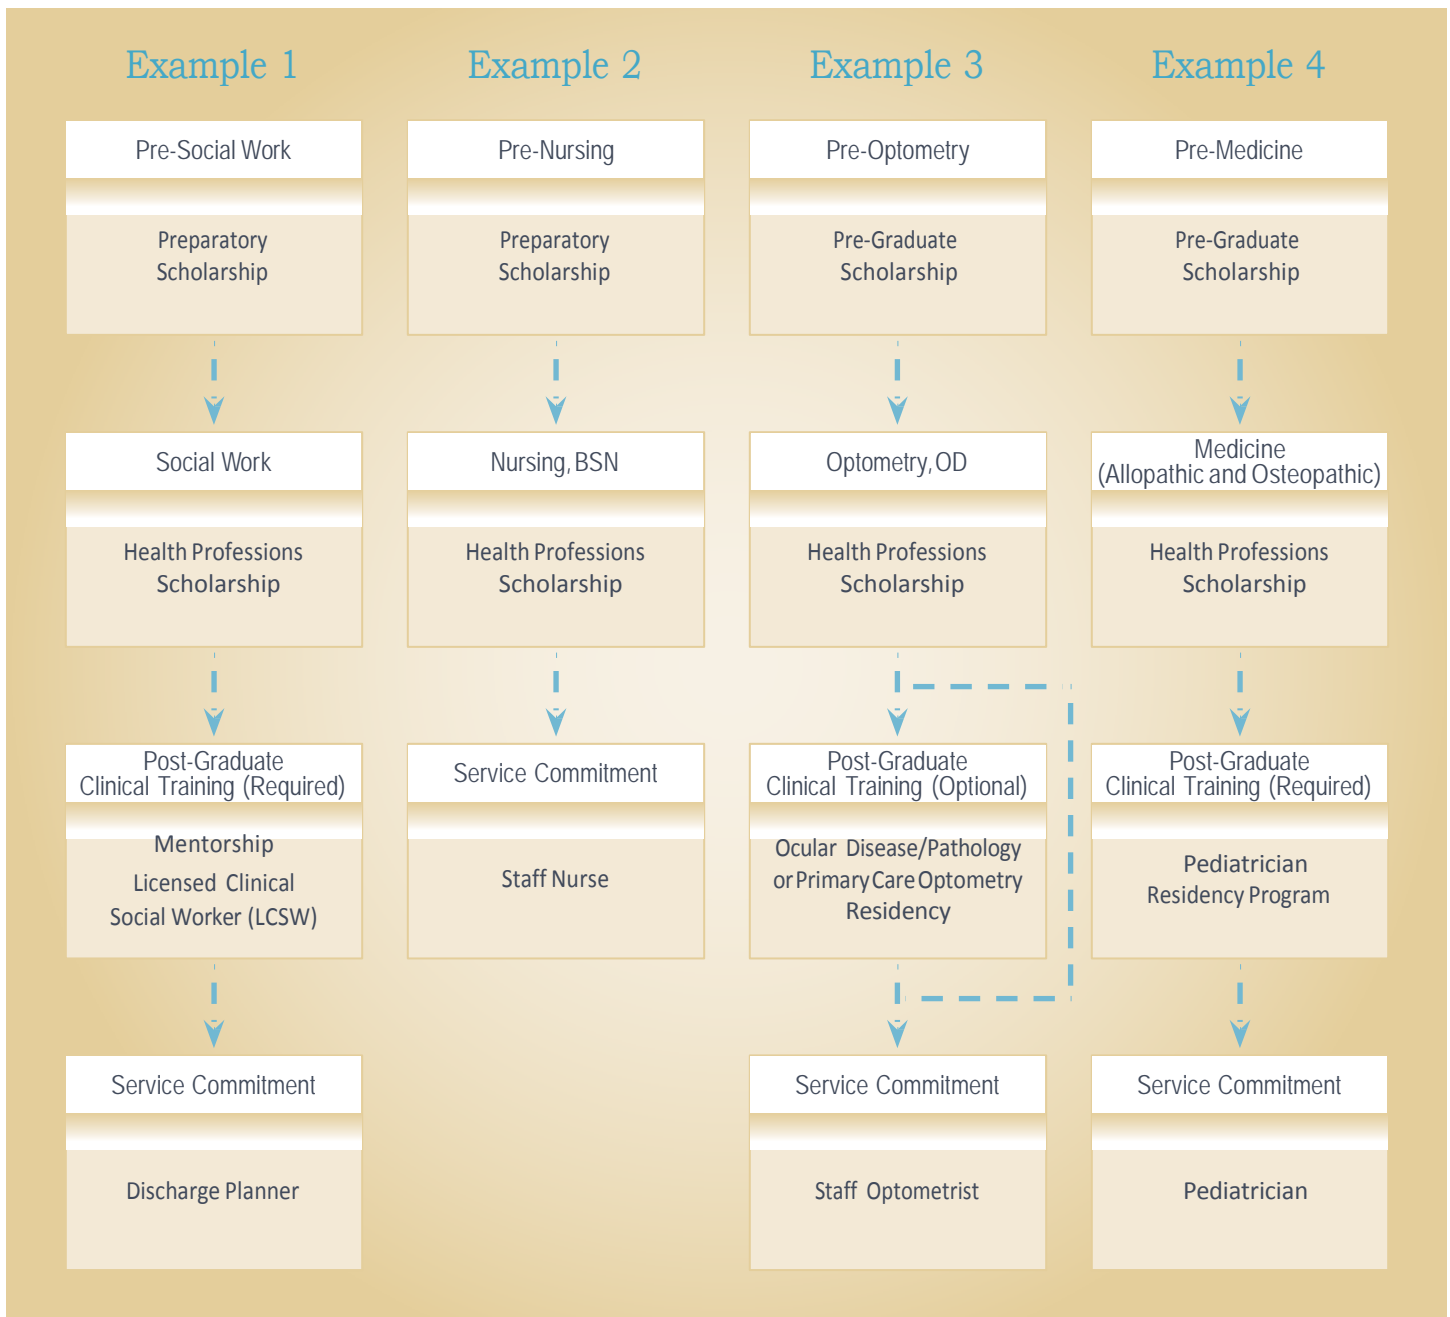 Example 1
Pre-Social Work
Preparatory
Scholarship
Social Work
Health Professions
Scholarship
Post-Graduate
Clinical Training (Required)
Mentorship
Licensed Clinical
Social Worker (LCSW)
Service Commitment
Discharge Planner
Example 2
Pre-Nursing
Preparatory
Scholarship
Nursing, BSN
Health Professions
Scholarship
Service Commitment
Staff Nurse
Example 3
Pre-Optometry
Pre-Graduate
Scholarship
Optometry, OD
Health Professions
Scholarship
Post-Graduate
Clinical Training (Optional)
Ocular Disease/Pathology
or Primary Care Optometry
Residency
Service Commitment
Staff Optometrist
Example 4
Pre-Medicine
Pre-Graduate
Scholarship
Medicine
(Allopathic and Osteopathic)
Health Professions
Scholarship
Post-Graduate
Clinical Training (Required)
Pediatrician
Residency Program
Service Commitment
Pediatrician